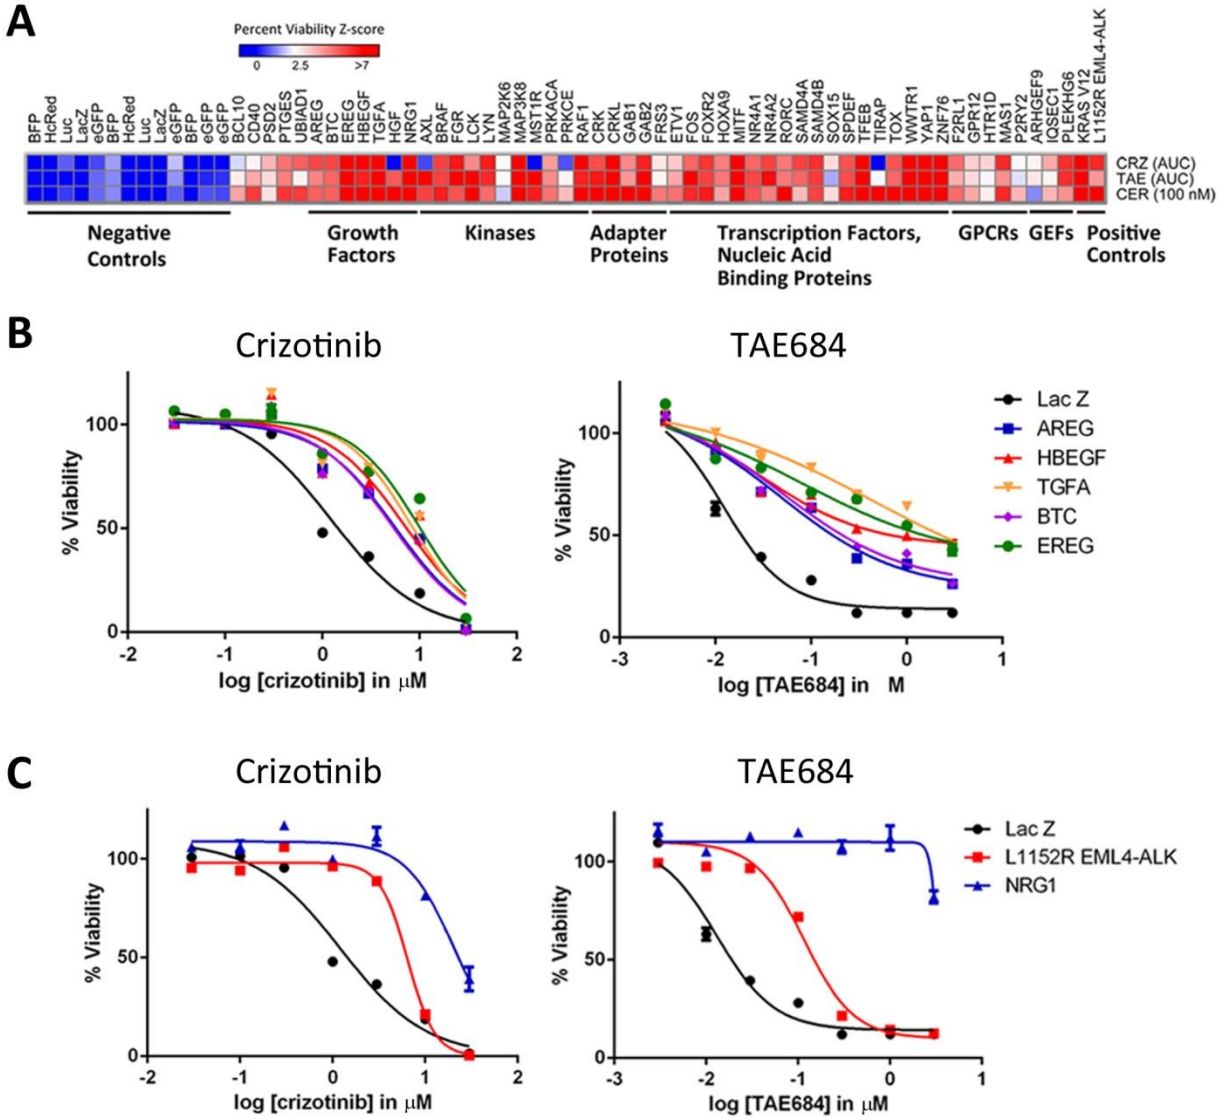 A
Percent Viability Z-score
0 2.5 >7
BFP HcRed Luc LacZ eGFP BFP HcRed Luc LacZ eGFP BFP eGFP eGFP BCL10 CD40 PSD2 PTGES UBIAD1 AREG BTC EREG HBEGF TGFA HGF NRG1 AXL BRAF FGR LCK LYN MAP2K6 MAP3K8 MST1R PRKACA PRKCE RAF1 CRK CRKL GAB1 GAB2 FRS3 ETV1 FOS FOXR2 HOXA9 MITF NR4A1 NR4A2 RORC SAMD4A SAMD4B SOX15 SPDEF TFEB TIRAP TOX WWTR1 YAP1 ZNF76 F2RL1 GPR12 HTR1D MAS1 P2RY2 ARHGEF9 IQSEC1 PLEKHG6 KRAS V12 L1152R EML4-ALK
CRZ (AUC)
TAE (AUC)
CER (100 nM)
Negative
Controls
Growth
Factors
Kinases
Adapter
Proteins
Transcription Factors,
Nucleic Acid
Binding Proteins
GPCRs
GEFs
Positive
Controls
B
Crizotinib
% Viability
100
50
0
-2 -1 0 1 2
log [crizotinib] in μM
TAE684
% Viability
100
50
0
-3 -2 -1 0 1
log [TAE684] in M
Lac Z
AREG
HBEGF
TGFA
BTC
EREG
C
Crizotinib
% Viability
100
50
0
-2 -1 0 1 2
log [crizotinib] in μM
TAE684
% Viability
100
50
0
-3 -2 -1 0 1
log [TAE684] in μM
Lac Z
L1152R EML4-ALK
NRG1